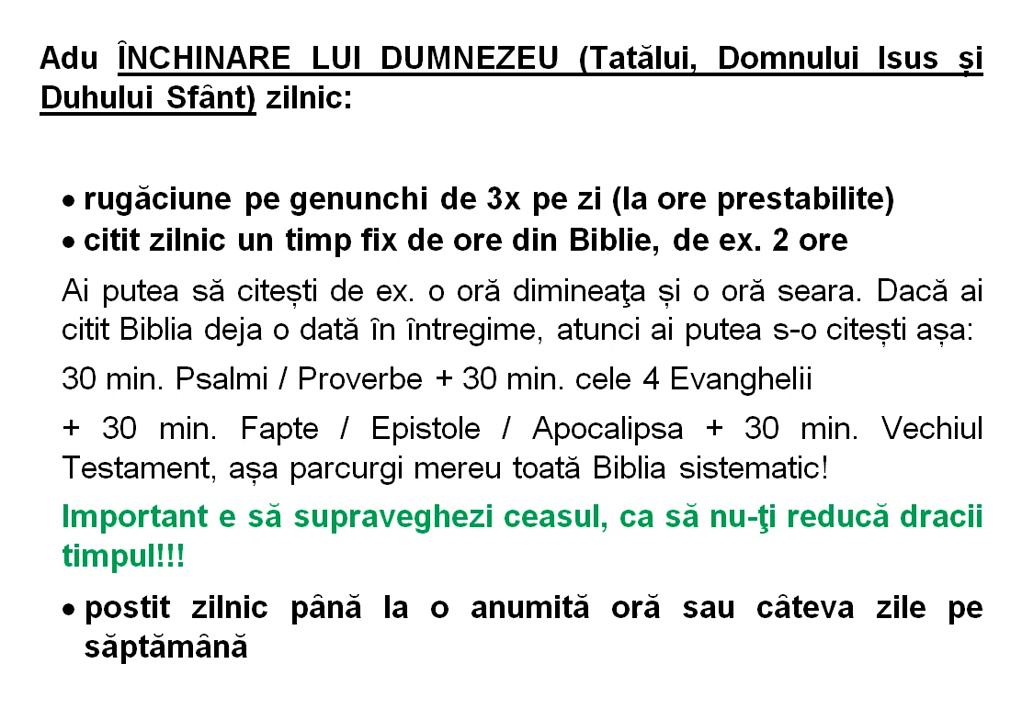 Adu ÎNCHINARE LUI DUMNEZEU (Tatălui, Domnului Isus și
Duhului Sfânt) zilnic:
• rugăciune pe genunchi de 3x pe zi (la ore prestabilite)
• citit zilnic un timp fix de ore din Biblie, de ex. 2 ore
Ai putea să citești de ex. o oră dimineaţa și o oră seara. Dacă ai
citit Biblia deja o dată în întregime, atunci ai putea s-o citești așa:
30 min. Psalmi / Proverbe + 30 min. cele 4 Evanghelii
+ 30 min. Fapte / Epistole / Apocalipsa + 30 min. Vechiul
Testament, așa parcurgi mereu toată Biblia sistematic!
Important e să supraveghezi ceasul, ca să nu-ţi reducă dracii
timpul!!!
• postit zilnic până la o anumită oră sau câteva zile pe
săptămână